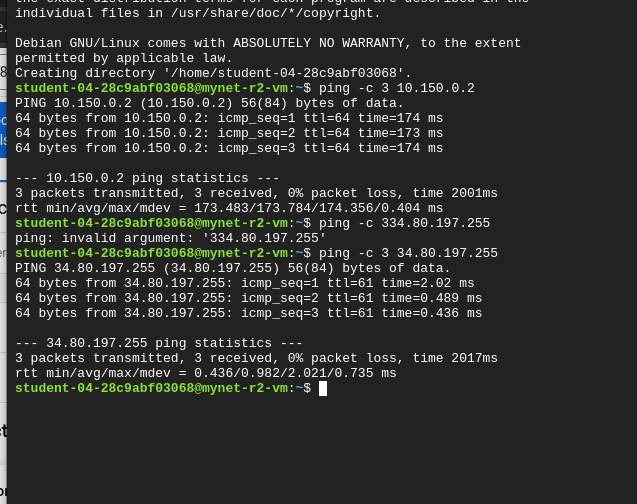 the exact distribution terms for each program are described in the
individual files in /usr/share/doc/*/copyright.
Debian GNU/Linux comes with ABSOLUTELY NO WARRANTY, to the extent
permitted by applicable law.
Creating directory '/home/student-04-28c9abf03068'.
student-04-28c9abf03068@mynet-r2-vm:~$ ping -c 3 10.150.0.2
PING 10.150.0.2 (10.150.0.2) 56(84) bytes of data.
64 bytes from 10.150.0.2: icmp_seq=1 ttl=64 time=174 ms
64 bytes from 10.150.0.2: icmp_seq=2 ttl=64 time=173 ms
64 bytes from 10.150.0.2: icmp_seq=3 ttl=64 time=174 ms
--- 10.150.0.2 ping statistics ---
3 packets transmitted, 3 received, 0% packet loss, time 2001ms
rtt min/avg/max/mdev = 173.483/173.784/174.356/0.404 ms
student-04-28c9abf03068@mynet-r2-vm:~$ ping -c 334.80.197.255
ping: invalid argument: '334.80.197.255'
student-04-28c9abf03068@mynet-r2-vm:~$ ping -c 3 34.80.197.255
PING 34.80.197.255 (34.80.197.255) 56(84) bytes of data.
64 bytes from 34.80.197.255: icmp_seq=1 ttl=61 time=2.02 ms
64 bytes from 34.80.197.255: icmp_seq=2 ttl=61 time=0.489 ms
64 bytes from 34.80.197.255: icmp_seq=3 ttl=61 time=0.436 ms
--- 34.80.197.255 ping statistics ---
3 packets transmitted, 3 received, 0% packet loss, time 2017ms
rtt min/avg/max/mdev = 0.436/0.982/2.021/0.735 ms
student-04-28c9abf03068@mynet-r2-vm:~$